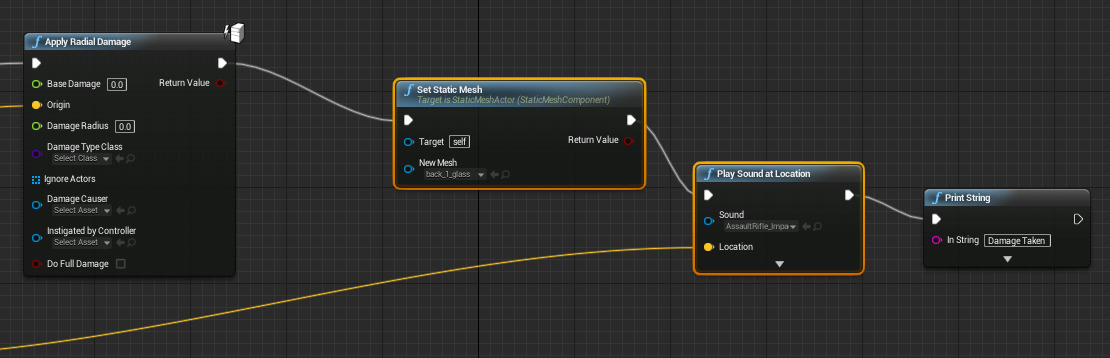 Apply Radial Damage
Base Damage 0.0
Return Value
Origin
Damage Radius 0.0
Damage Type Class
Select Class
Ignore Actors
Damage Causer
Select Asset
Instigated by Controller
Select Asset
Do Full Damage
Set Static Mesh
Target is StaticMeshActor (StaticMeshComponent)
Target self
Return Value
New Mesh
back_1_glass
Play Sound at Location
Sound
AssaultRifle_Impa
Location
Print String
In String Damage Taken